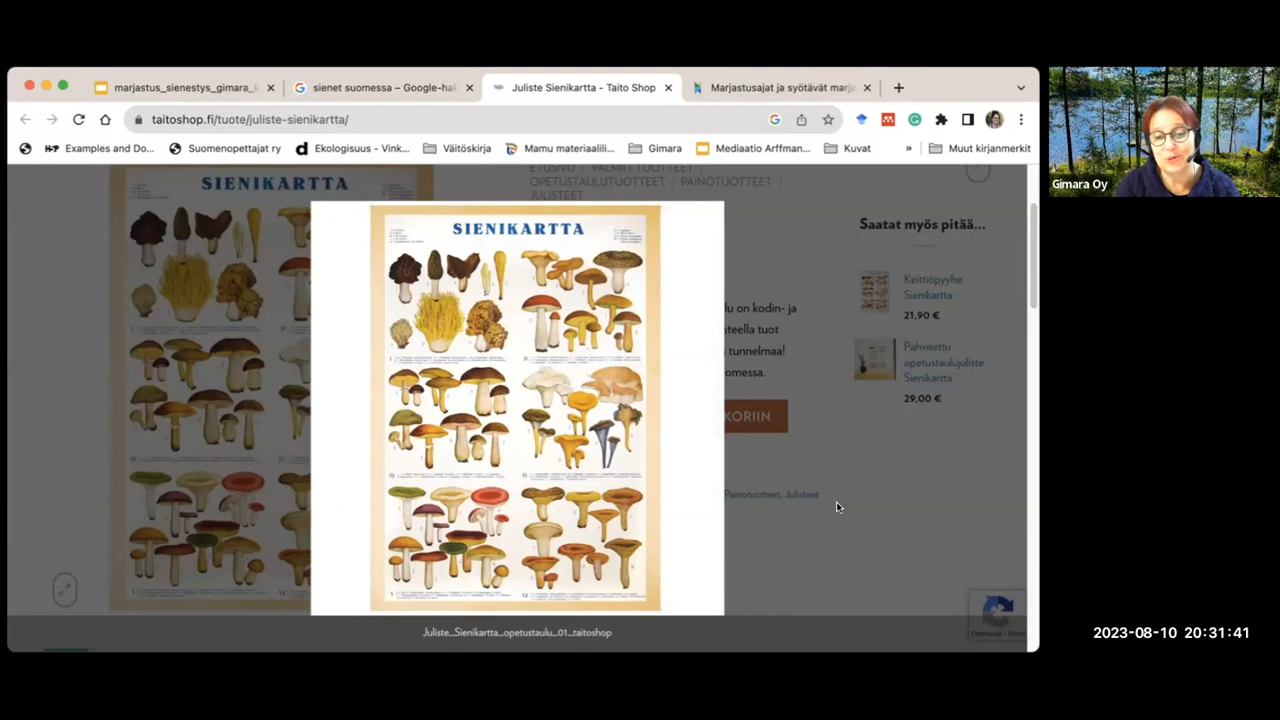 marjastus_sienestys_gimara_k
sienet suomessa – Google-hak
Juliste Sienikartta - Taito Shop
Marjastusajat ja syötävät marja
taitoshop.fi/tuote/juliste-sienikartta/
Examples and Do...
Suomenopettajat ry
Ekologisuus - Vink...
Väitöskirja
Mamu materiaalili...
Gimara
Mediaatio Arffman...
Kuvat
»
Muut kirjanmerkit
Gimara Oy
SIENIKARTTA
ETUSIVU / VALMIIT TUOTTEET /
OPETUSTAULUTUOTTEET / PAINOTUOTTEET /
JULISTEET
SIENIKARTTA
Saatat myös pitää...
Keittiöpyyhe
Sienikartta
21,90 €
Pahvitettu
opetustaulujuliste
Sienikartta
29,00 €
lu on kodin- ja
steella tuot
tunnelmaa!
omessa.
KORIIN
Painotuotteet, Julisteet
Juliste_Sienikartta_opetustaulu_01_taitoshop
2023-08-10 20:31:41